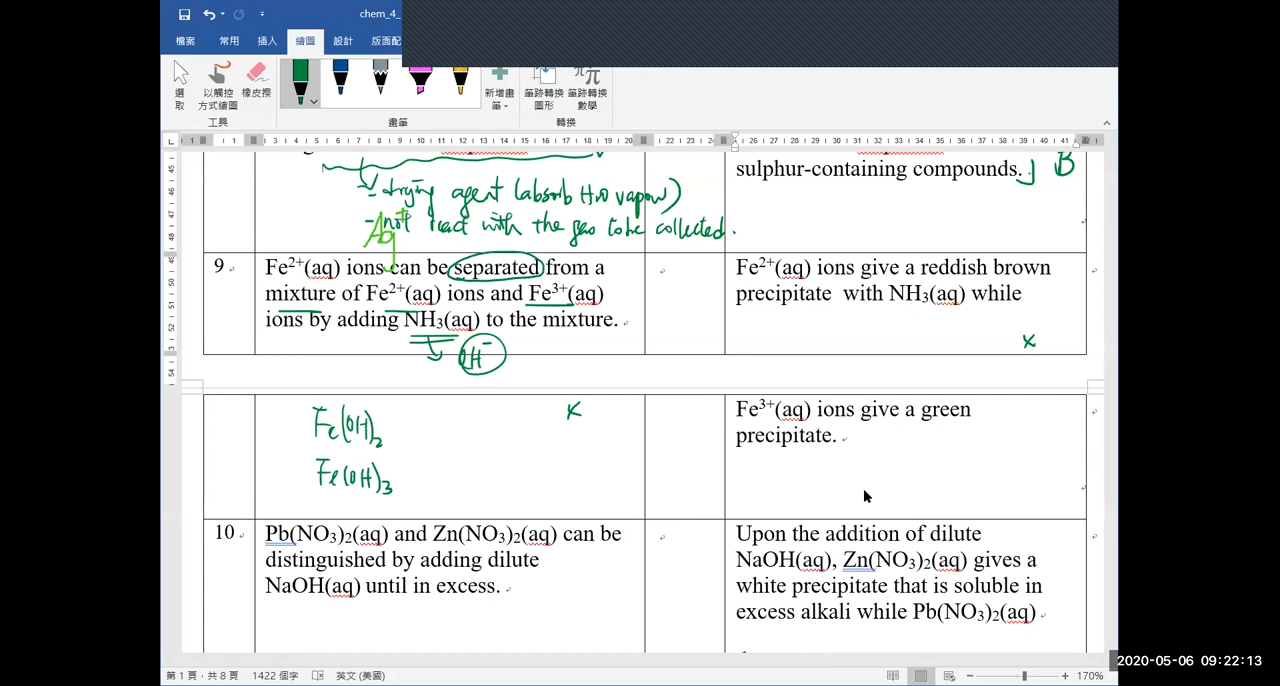 chem_4_
檔案 常用 插入 繪圖 設計 版面配
選取
以觸控方式繪圖
橡皮擦
新增畫筆
筆跡轉換圖形
筆跡轉換數學
工具
畫筆
轉換
sulphur-containing compounds. B
- drying agent (absorb H2O vapour)
- not react with the gas to be collected.
Ag+
9
Fe2+(aq) ions can be separated from a
mixture of Fe2+(aq) ions and Fe3+(aq)
ions by adding NH3(aq) to the mixture.
OH-
Fe2+(aq) ions give a reddish brown
precipitate with NH3(aq) while
x
Fe(OH)2
Fe(OH)3
x
Fe3+(aq) ions give a green
precipitate.
10
Pb(NO3)2(aq) and Zn(NO3)2(aq) can be
distinguished by adding dilute
NaOH(aq) until in excess.
Upon the addition of dilute
NaOH(aq), Zn(NO3)2(aq) gives a
white precipitate that is soluble in
excess alkali while Pb(NO3)2(aq)
第 1 頁，共 8 頁 1422 個字 英文 (美國) 170%
2020-05-06 09:22:13